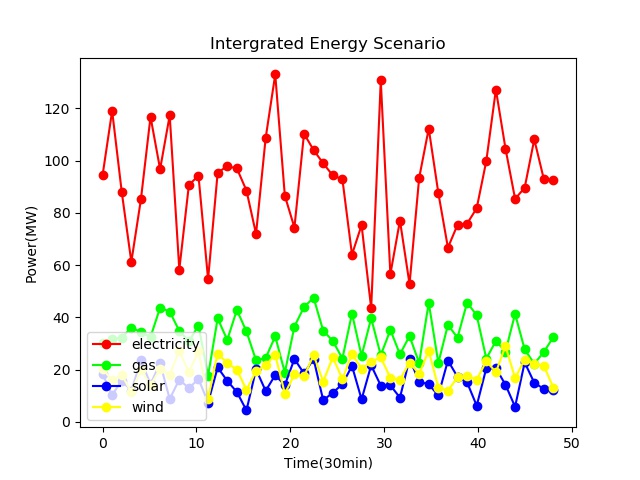 Intergrated Energy Scenario
Power(MW)
120
100
80
60
40
20
0
electricity
gas
solar
wind
0 10 20 30 40 50
Time(30min)